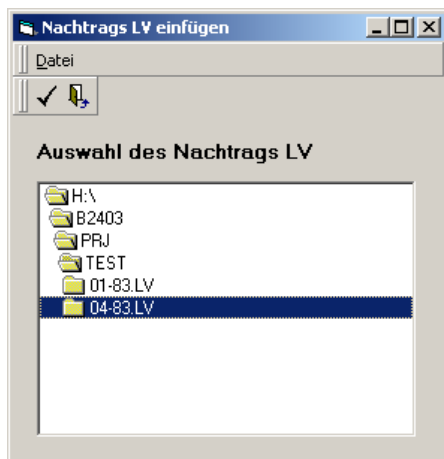 Nachtrags LV einfügen
Datei
Auswahl des Nachtrags LV
H:\
B2403
PRJ
TEST
01-83.LV
04-83.LV